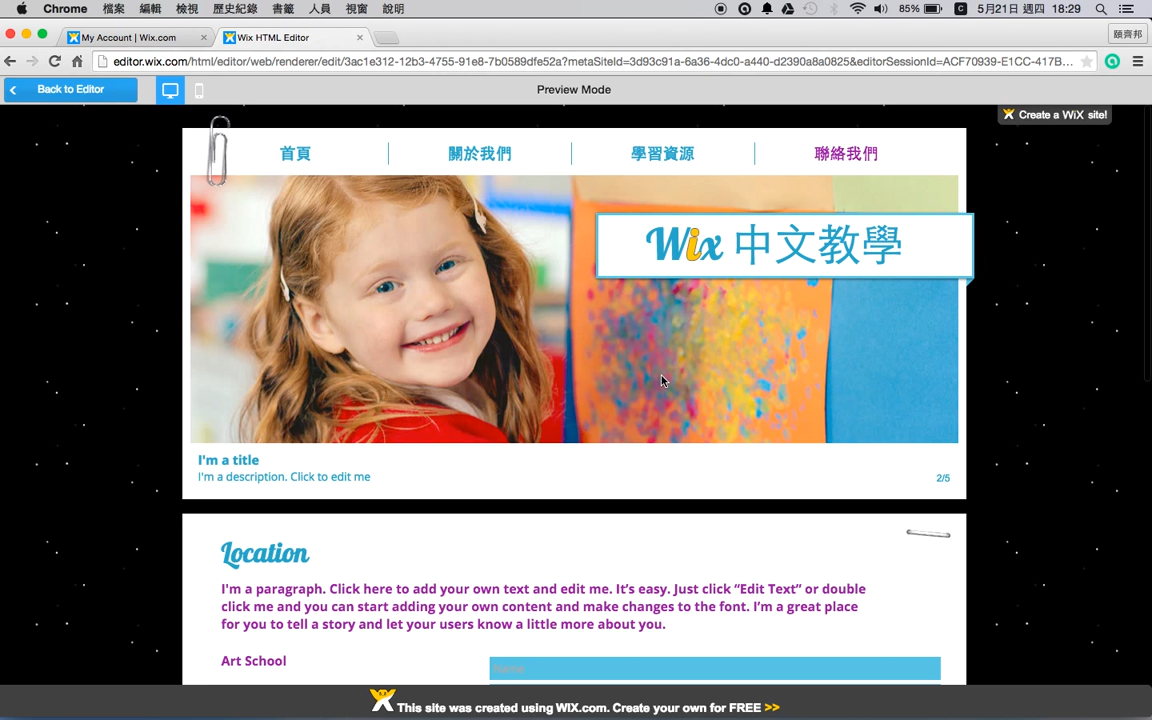 Chrome 檔案 編輯 檢視 歷史紀錄 書籤 人員 視窗 說明 85% 5月21日 週四 18:29
My Account | Wix.com
Wix HTML Editor
願齊邦
editor.wix.com/html/editor/web/renderer/edit/3ac1e312-12b3-4755-91e8-7b0589dfe52a?metaSiteId=3d93c91a-6a36-4dc0-a440-d2390a8a0825&editorSessionId=ACF70939-E1CC-417B...
Back to Editor
Preview Mode
Create a WiX site!
首頁 關於我們 學習資源 聯絡我們
Wix 中文教學
I'm a title
I'm a description. Click to edit me
2/5
Location
I'm a paragraph. Click here to add your own text and edit me. It’s easy. Just click “Edit Text” or double
click me and you can start adding your own content and make changes to the font. I’m a great place
for you to tell a story and let your users know a little more about you.
Art School
Name
This site was created using WIX.com. Create your own for FREE >>